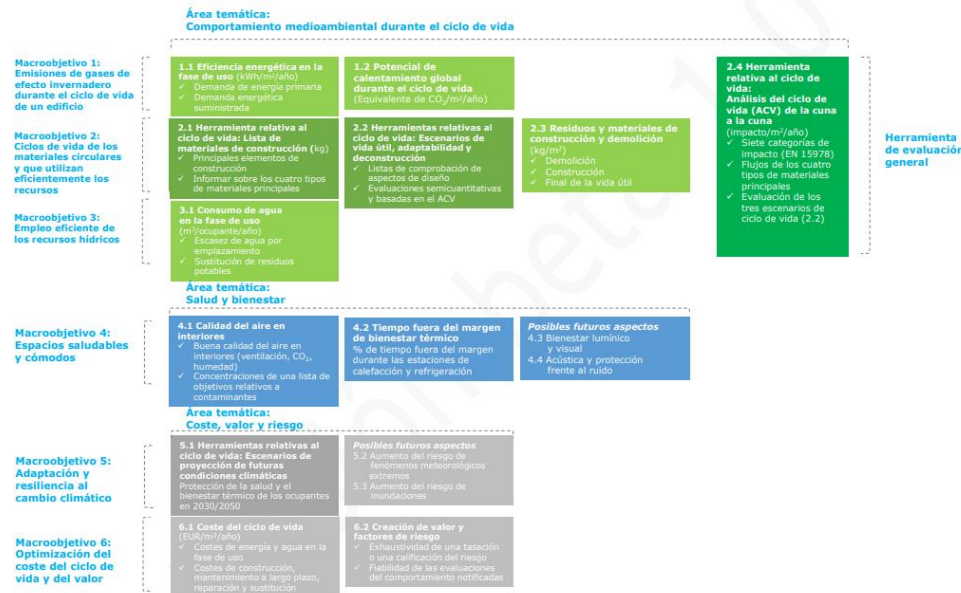 Área temática:
Comportamiento medioambiental durante el ciclo de vida
Macroobjetivo 1:
Emisiones de gases de
efecto invernadero
durante el ciclo de vida
de un edificio
1.1 Eficiencia energética en la
fase de uso (kWh/m²/año)
✓ Demanda de energía primaria
✓ Demanda energética
suministrada
1.2 Potencial de
calentamiento global
durante el ciclo de vida
(Equivalente de CO₂/m²/año)
2.4 Herramienta
relativa al ciclo de
vida:
Análisis del ciclo de
vida (ACV) de la cuna
a la cuna
(impacto/m²/año)
✓ Siete categorías de
impacto (EN 15978)
✓ Flujos de los cuatro
tipos de materiales
principales
✓ Evaluación de los
tres escenarios de
ciclo de vida (2.2)
Herramienta
de evaluación
general
Macroobjetivo 2:
Ciclos de vida de los
materiales circulares
y que utilizan
eficientemente los
recursos
2.1 Herramienta relativa al
ciclo de vida: Lista de
materiales de construcción (kg)
✓ Principales elementos de
construcción
✓ Informar sobre los cuatro tipos
de materiales principales
2.2 Herramientas relativas al
ciclo de vida: Escenarios de
vida útil, adaptabilidad y
deconstrucción
✓ Listas de comprobación de
aspectos de diseño
✓ Evaluaciones semicuantitativas
y basadas en el ACV
2.3 Residuos y materiales de
construcción y demolición
(kg/m²)
✓ Demolición
✓ Construcción
✓ Final de la vida útil
Macroobjetivo 3:
Empleo eficiente de
los recursos hídricos
3.1 Consumo de agua
en la fase de uso
(m³/ocupante/año)
✓ Escasez de agua por
emplazamiento
✓ Sustitución de residuos
potables
Área temática:
Salud y bienestar
Macroobjetivo 4:
Espacios saludables
y cómodos
4.1 Calidad del aire en
interiores
✓ Buena calidad del aire en
interiores (ventilación, CO₂,
humedad)
✓ Concentraciones de una lista de
objetivos relativos a
contaminantes
4.2 Tiempo fuera del margen
de bienestar térmico
% de tiempo fuera del margen
durante las estaciones de
calefacción y refrigeración
Posibles futuros aspectos
4.3 Bienestar lumínico
y visual
4.4 Acústica y protección
frente al ruido
Área temática:
Coste, valor y riesgo
Macroobjetivo 5:
Adaptación y
resiliencia al
cambio climático
5.1 Herramientas relativas al
ciclo de vida: Escenarios de
proyección de futuras
condiciones climáticas
Protección de la salud y el
bienestar térmico de los ocupantes
en 2030/2050
Posibles futuros aspectos
5.2 Aumento del riesgo de
fenómenos meteorológicos
extremos
5.3 Aumento del riesgo de
inundaciones
Macroobjetivo 6:
Optimización del
coste del ciclo de
vida y del valor
6.1 Coste del ciclo de vida
(EUR/m²/año)
✓ Costes de energía y agua en la
fase de uso
✓ Costes de construcción,
mantenimiento a largo plazo,
reparación y sustitución
6.2 Creación de valor y
factores de riesgo
✓ Exhaustividad de una tasación
o una calificación del riesgo
✓ Fiabilidad de las evaluaciones
del comportamiento notificadas